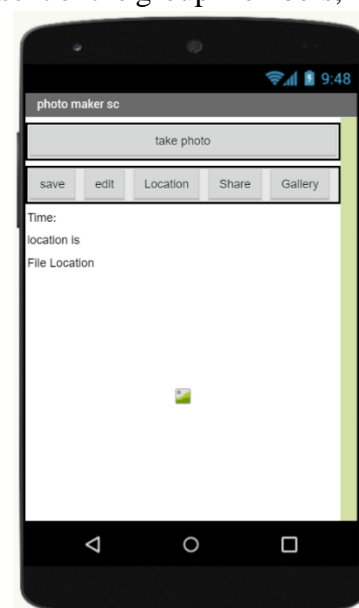 9:48
photo maker sc
take photo
save edit Location Share Gallery
Time:
location is
File Location